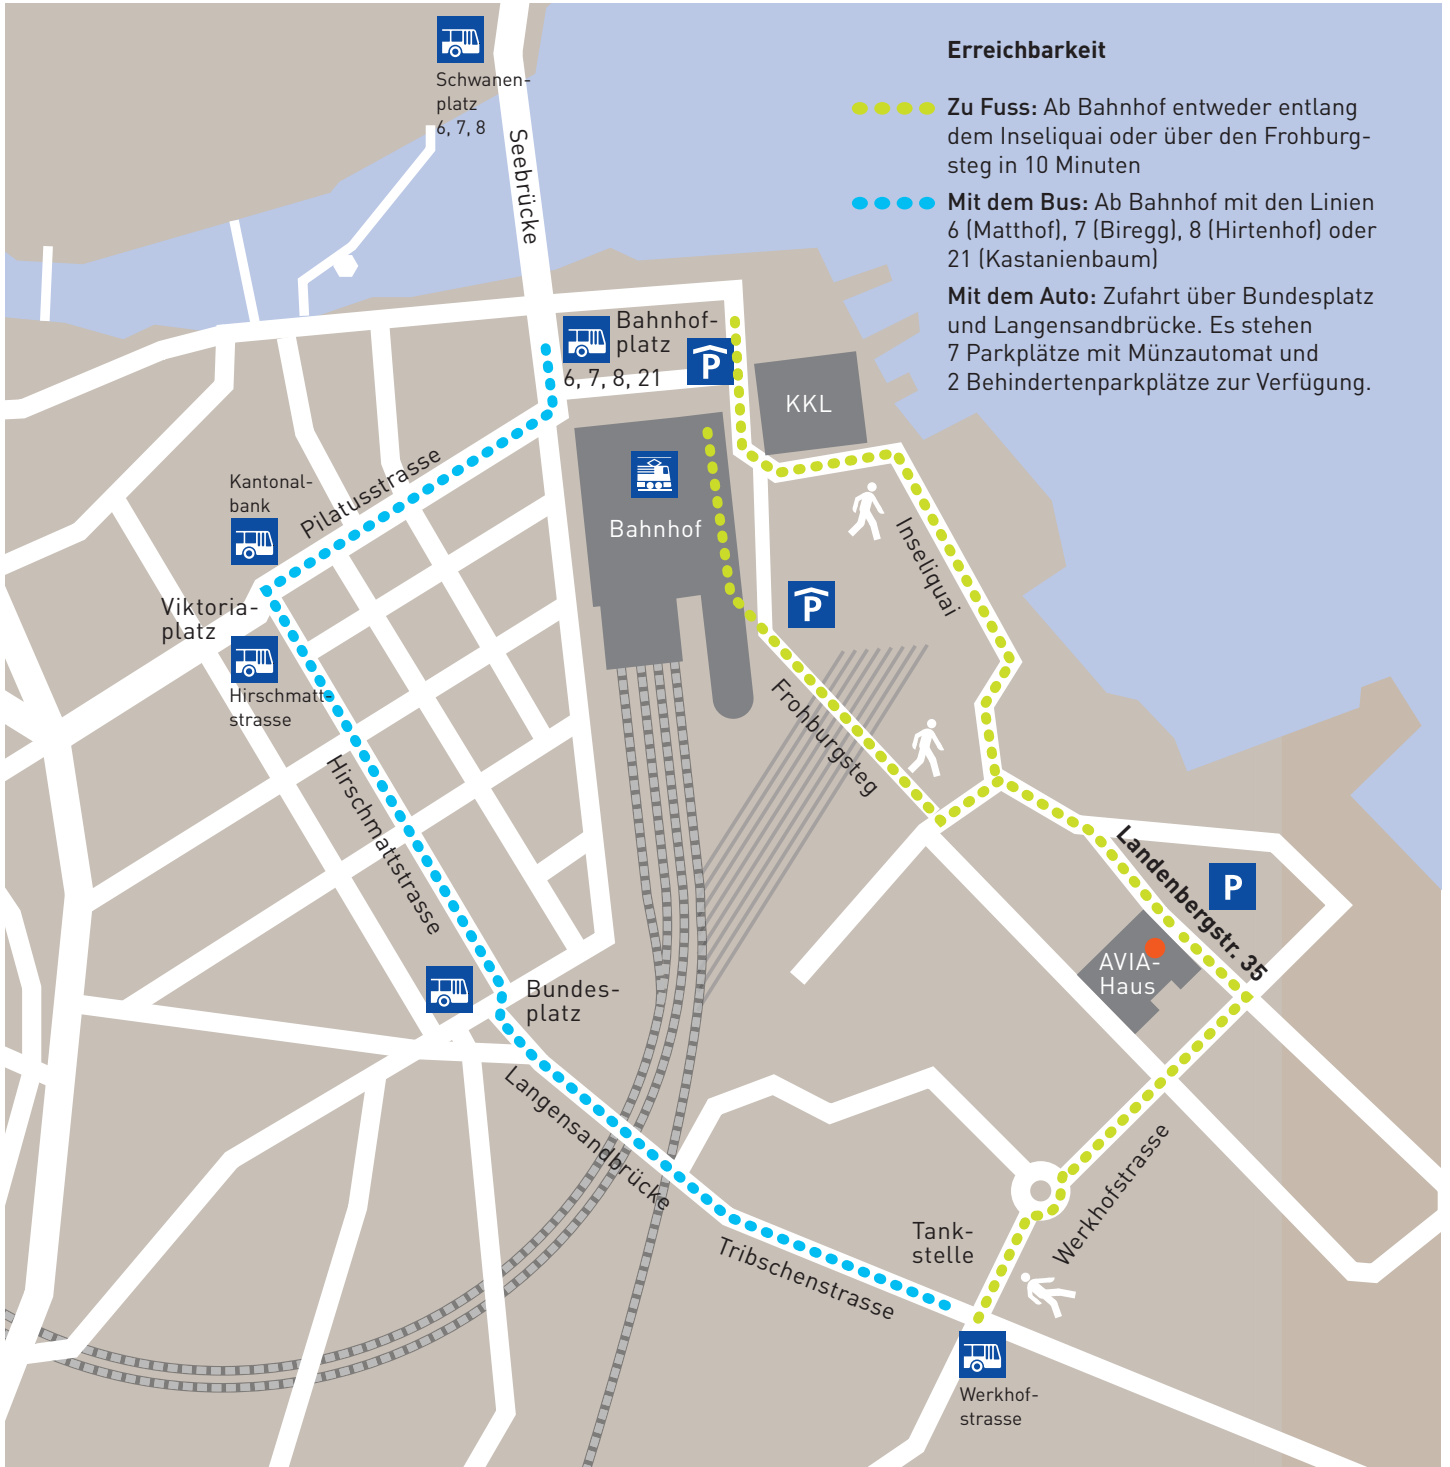 Schwanen-
platz
6, 7, 8
Seebrücke
Erreichbarkeit
Zu Fuss: Ab Bahnhof entweder entlang
dem Inseliquai oder über den Frohburg-
steg in 10 Minuten
Mit dem Bus: Ab Bahnhof mit den Linien
6 (Matthof), 7 (Biregg), 8 (Hirtenhof) oder
21 (Kastanienbaum)
Mit dem Auto: Zufahrt über Bundesplatz
und Langensandbrücke. Es stehen
7 Parkplätze mit Münzautomat und
2 Behindertenparkplätze zur Verfügung.
Bahnhof-
platz
6, 7, 8, 21
P
KKL
Pilatusstrasse
Kantonal-
bank
Bahnhof
Inseliquai
Viktoria-
platz
P
Hirschmatt-
strasse
Frohburgsteg
Hirschmattstrasse
Landenbergstr. 35
P
AVIA-
Haus
Bundes-
platz
Langensandbrücke
Werkhofstrasse
Tank-
stelle
Tribschenstrasse
Werkhof-
strasse